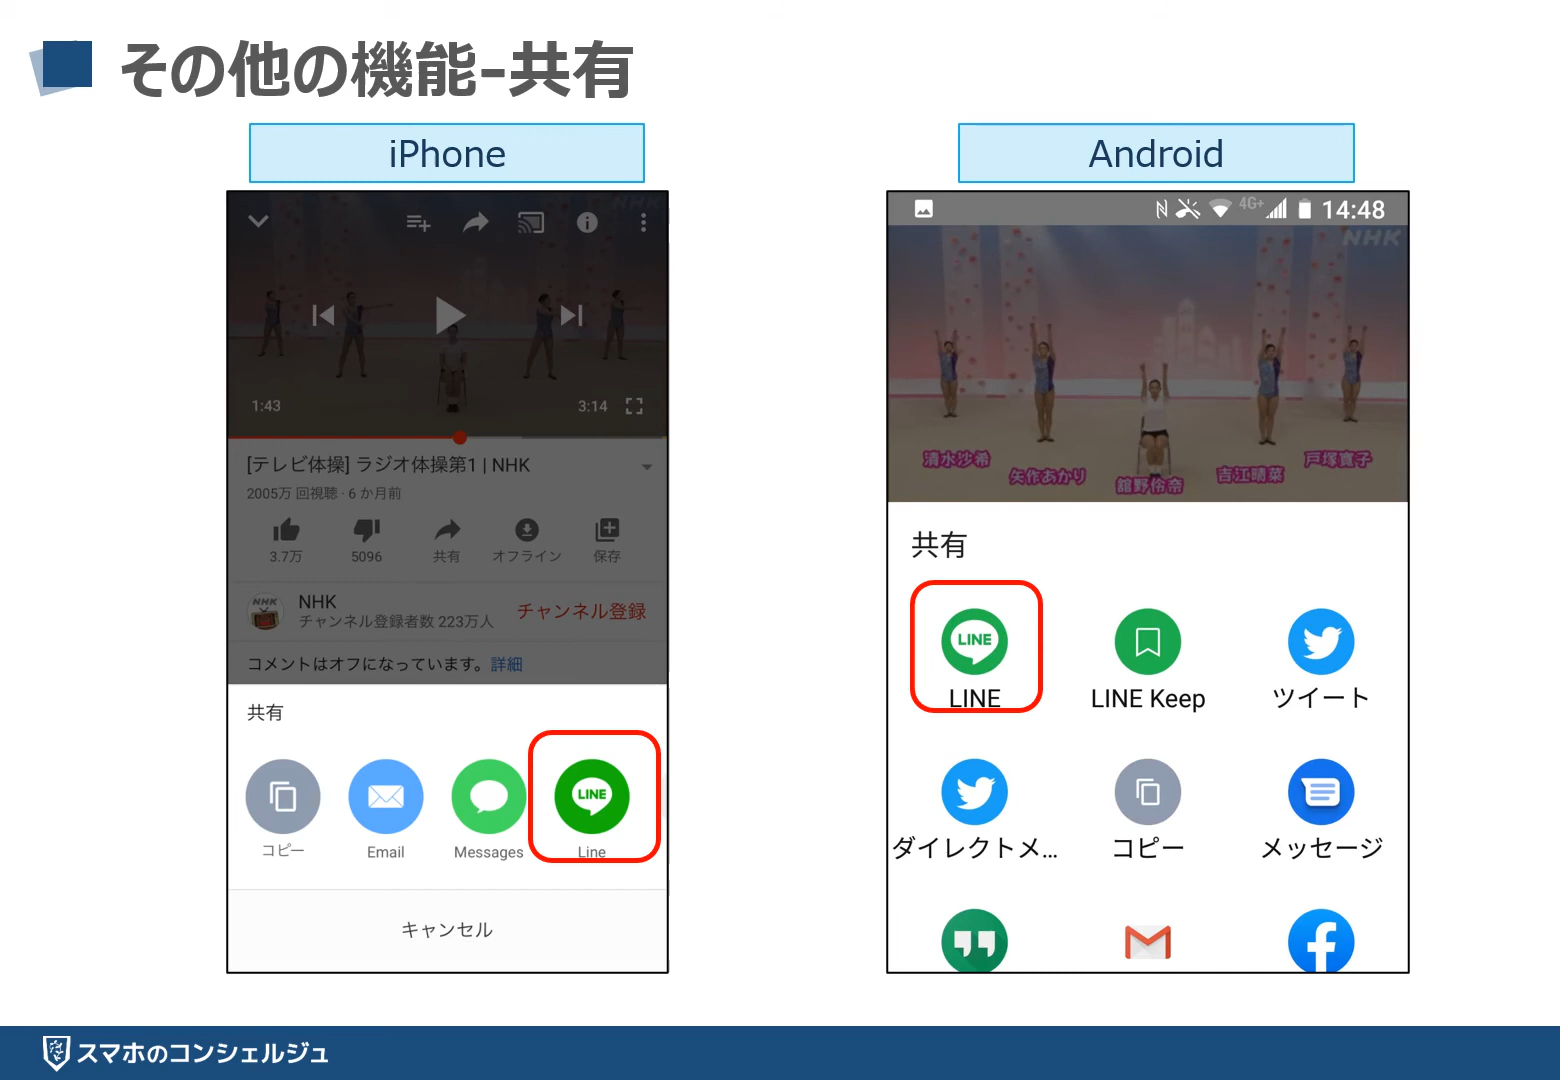 その他の機能-共有
iPhone
NHK
1:43
3:14
[テレビ体操] ラジオ体操第1 | NHK
2005万 回視聴 · 6 か月前
3.7万
5096
共有
オフライン
保存
NHK
NHK
チャンネル登録者数 223万人
チャンネル登録
コメントはオフになっています。詳細
共有
LINE
コピー
Email
Messages
Line
キャンセル
Android
4G+
14:48
NHK
清水沙希
矢作あかり
舘野伶奈
吉江晴菜
戸塚寛子
共有
LINE
LINE
LINE Keep
ツイート
ダイレクトメ...
コピー
メッセージ
スマホのコンシェルジュ